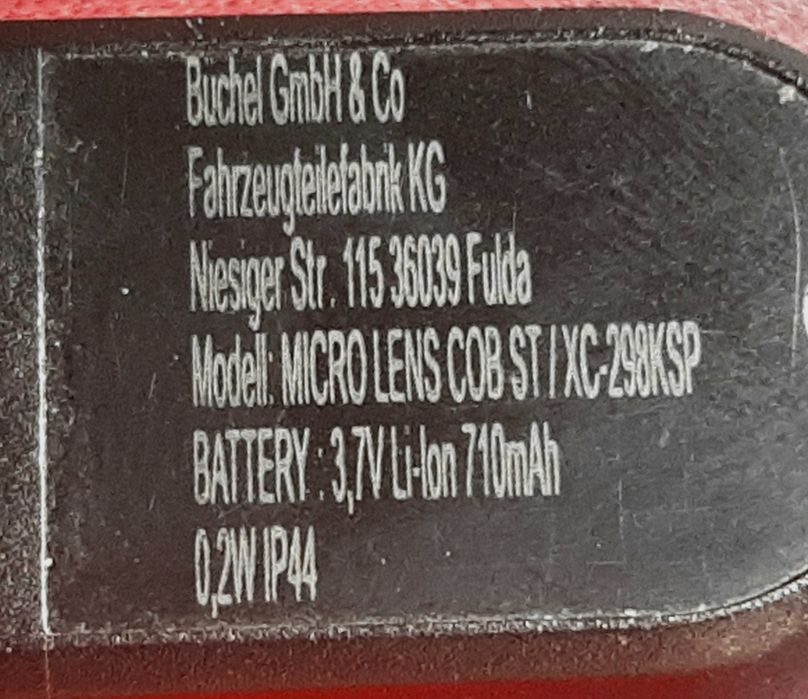 Büchel GmbH & Co
Fahrzeugteilefabrik KG
Niesiger Str. 115 36039 Fulda
Modell: MICRO LENS COB ST / XC-298KSP
BATTERY : 3,7V Li-Ion 710mAh
0,2W IP44